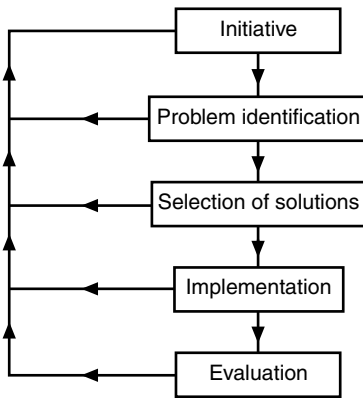 Initiative
Problem identification
Selection of solutions
Implementation
Evaluation